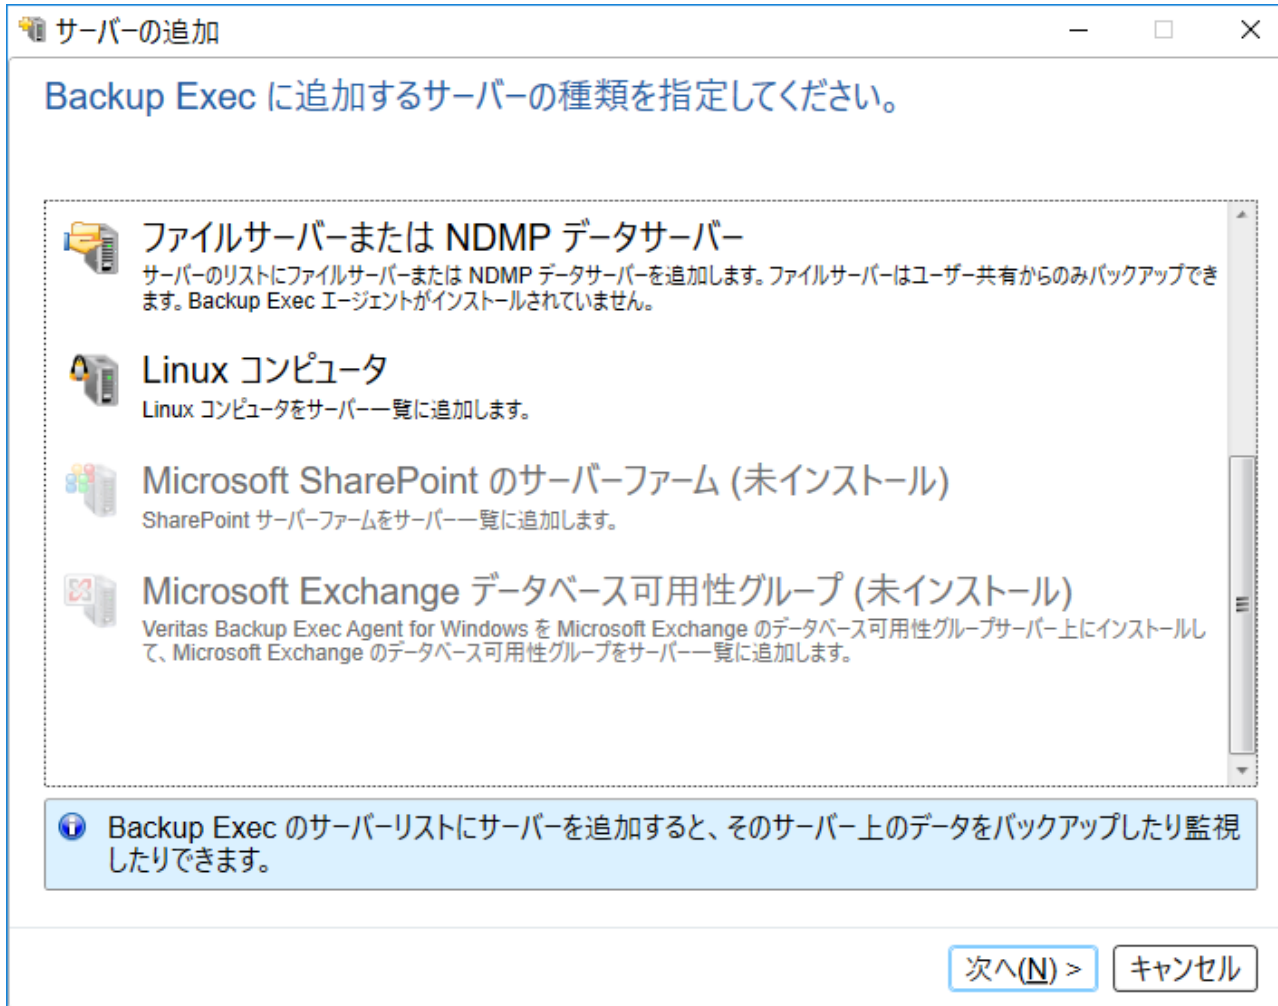 サーバーの追加
Backup Exec に追加するサーバーの種類を指定してください。
ファイルサーバーまたは NDMP データサーバー
サーバーのリストにファイルサーバーまたは NDMP データサーバーを追加します。ファイルサーバーはユーザー共有からのみバックアップでき
ます。Backup Exec エージェントがインストールされていません。
Linux コンピュータ
Linux コンピュータをサーバー一覧に追加します。
Microsoft SharePoint のサーバーファーム (未インストール)
SharePoint サーバーファームをサーバー一覧に追加します。
Microsoft Exchange データベース可用性グループ (未インストール)
Veritas Backup Exec Agent for Windows を Microsoft Exchange のデータベース可用性グループサーバー上にインストールし
て、Microsoft Exchange のデータベース可用性グループをサーバー一覧に追加します。
Backup Exec のサーバーリストにサーバーを追加すると、そのサーバー上のデータをバックアップしたり監視
したりできます。
次へ(N) >
キャンセル